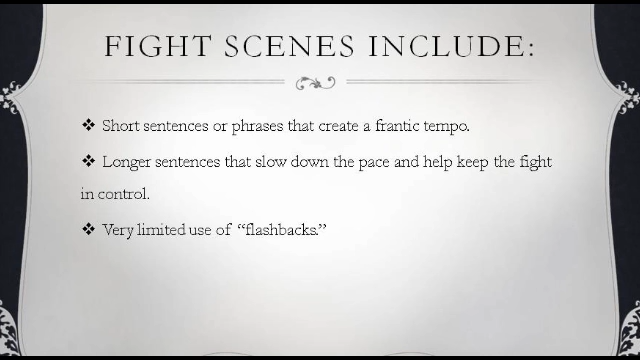 FIGHT SCENES INCLUDE:
❖ Short sentences or phrases that create a frantic tempo.
❖ Longer sentences that slow down the pace and help keep the fight
in control.
❖ Very limited use of “flashbacks.”